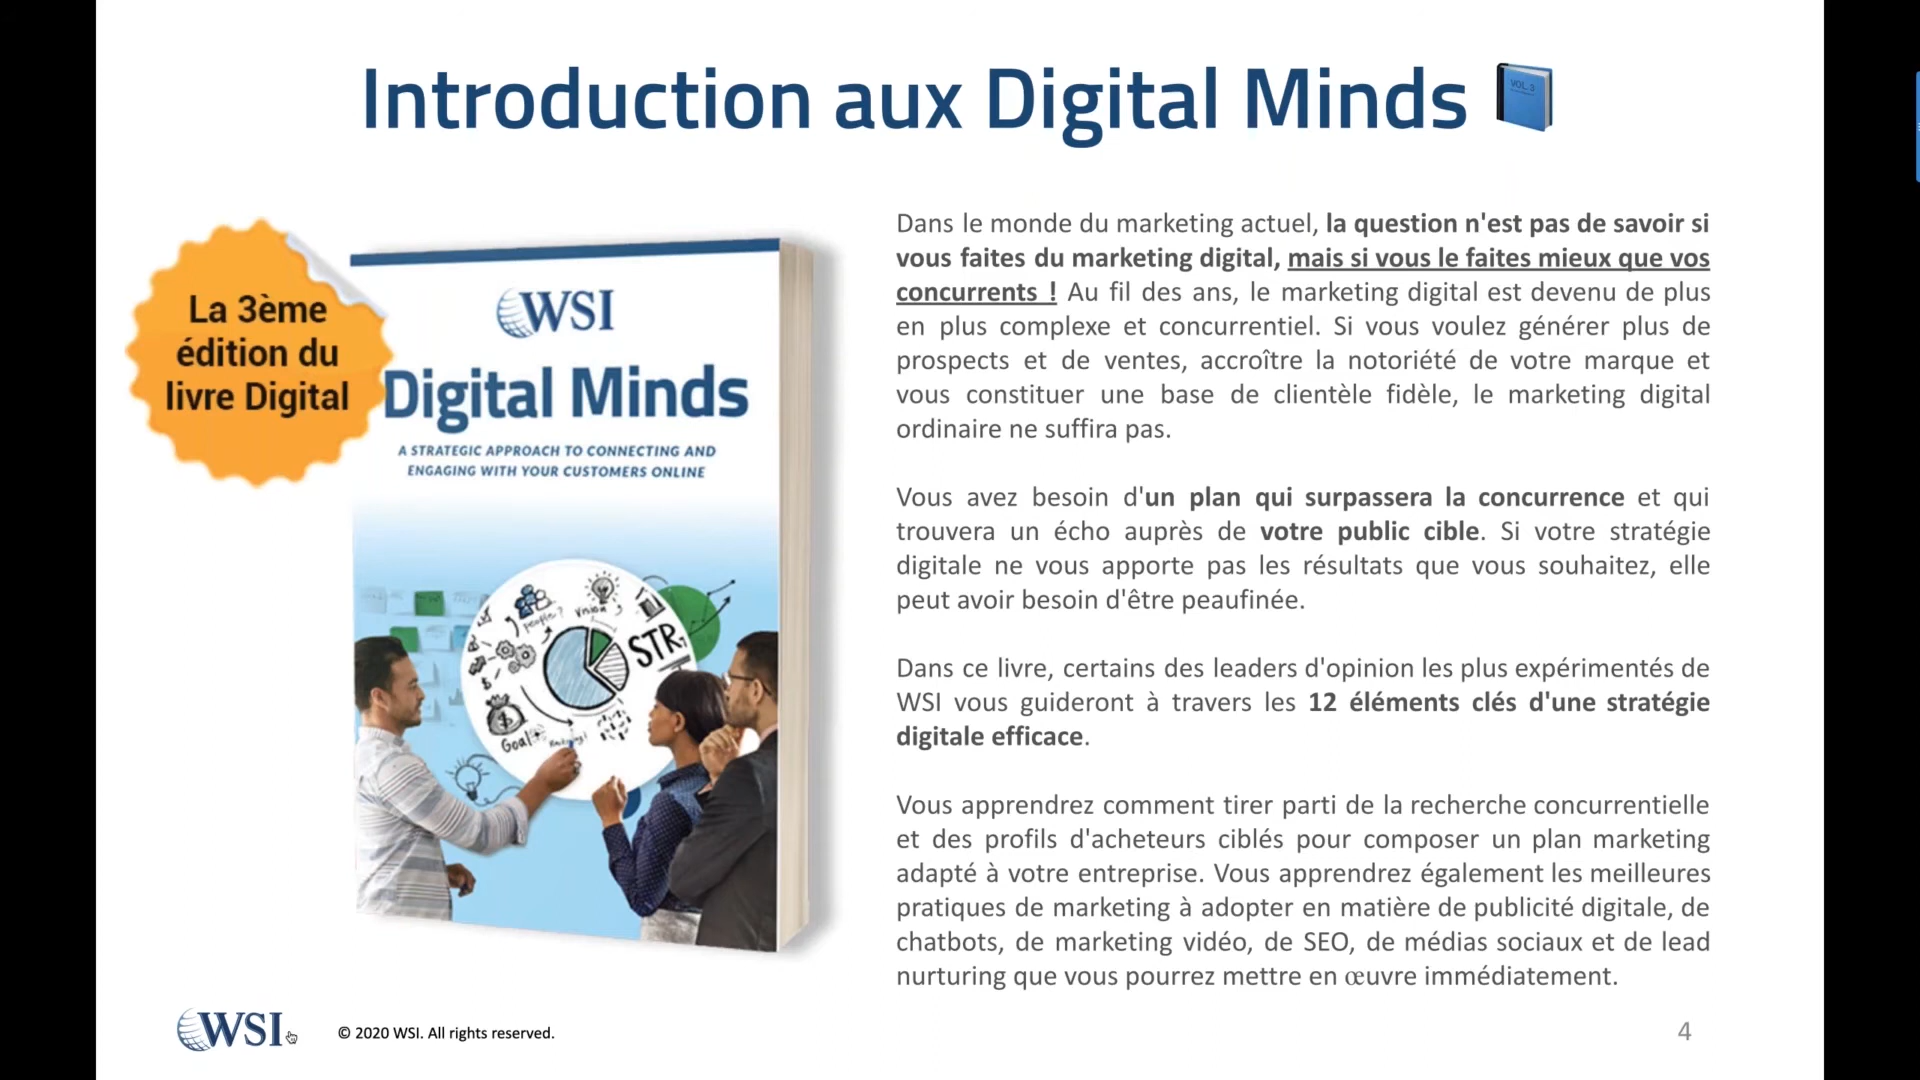 Introduction aux Digital Minds
VOL. 3
La 3ème
édition du
livre Digital
WSI
Digital Minds
A STRATEGIC APPROACH TO CONNECTING AND
ENGAGING WITH YOUR CUSTOMERS ONLINE
people?
Vision
STR
Goal
Dans le monde du marketing actuel, la question n'est pas de savoir si
vous faites du marketing digital, mais si vous le faites mieux que vos
concurrents ! Au fil des ans, le marketing digital est devenu de plus
en plus complexe et concurrentiel. Si vous voulez générer plus de
prospects et de ventes, accroître la notoriété de votre marque et
vous constituer une base de clientèle fidèle, le marketing digital
ordinaire ne suffira pas.
Vous avez besoin d'un plan qui surpassera la concurrence et qui
trouvera un écho auprès de votre public cible. Si votre stratégie
digitale ne vous apporte pas les résultats que vous souhaitez, elle
peut avoir besoin d'être peaufinée.
Dans ce livre, certains des leaders d'opinion les plus expérimentés de
WSI vous guideront à travers les 12 éléments clés d'une stratégie
digitale efficace.
Vous apprendrez comment tirer parti de la recherche concurrentielle
et des profils d'acheteurs ciblés pour composer un plan marketing
adapté à votre entreprise. Vous apprendrez également les meilleures
pratiques de marketing à adopter en matière de publicité digitale, de
chatbots, de marketing vidéo, de SEO, de médias sociaux et de lead
nurturing que vous pourrez mettre en œuvre immédiatement.
WSI
© 2020 WSI. All rights reserved.
4